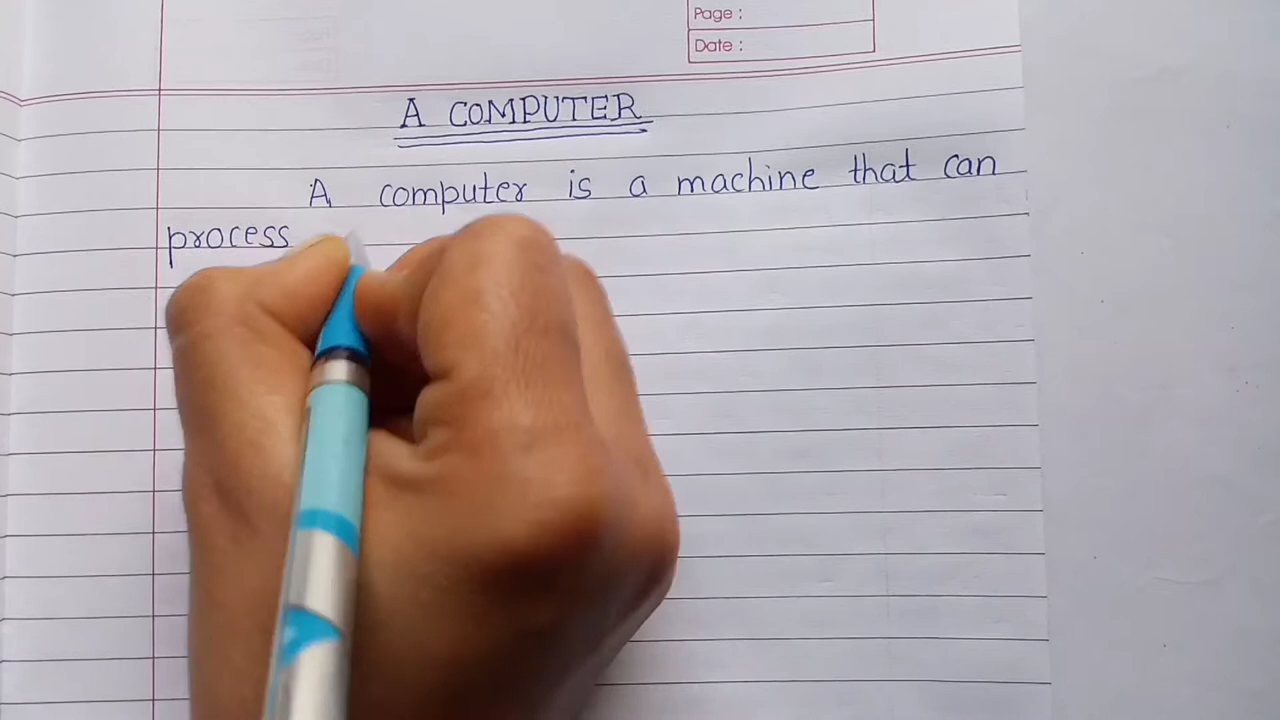 Page :
Date :
A COMPUTER
A computer is a machine that can
process